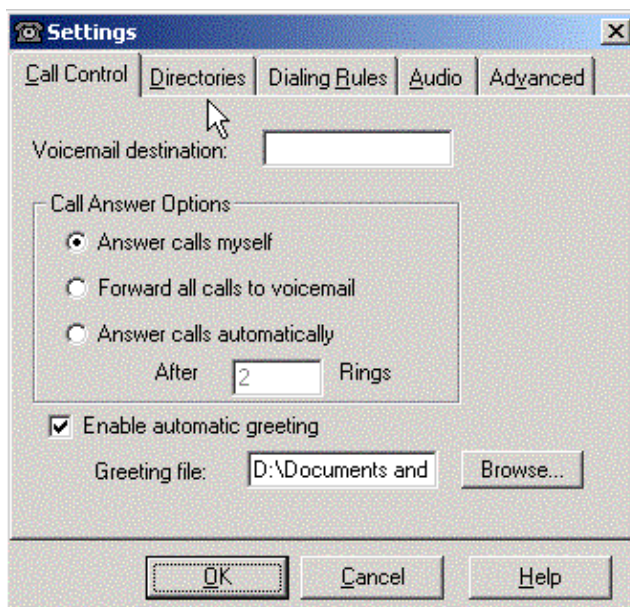 Settings
Call Control Directories Dialing Rules Audio Advanced
Voicemail destination:
Call Answer Options
Answer calls myself
Forward all calls to voicemail
Answer calls automatically
After 2 Rings
Enable automatic greeting
Greeting file: D:\Documents and Browse...
OK Cancel Help